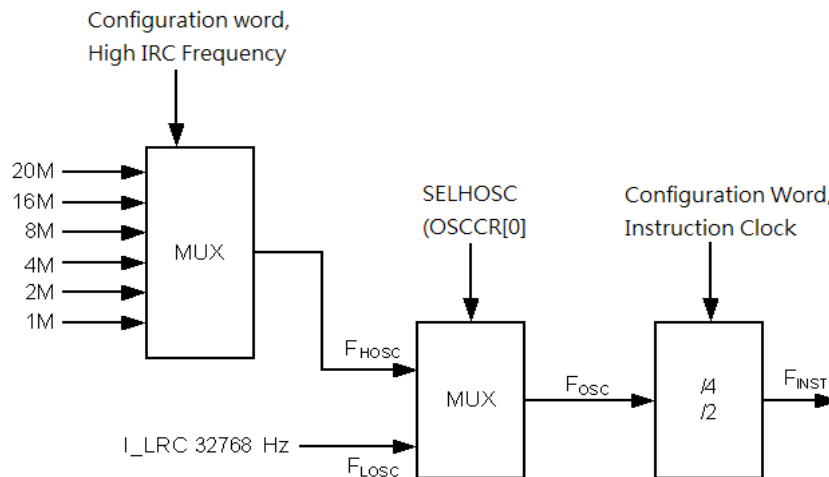 Configuration word,
High IRC Frequency
20M
16M
8M
4M
2M
1M
MUX
SELHOSC
(OSCCR[0]
Configuration Word,
Instruction Clock
FHOSC
MUX
FOSC
/4
/2
FINST
I_LRC 32768 Hz
FLOSC